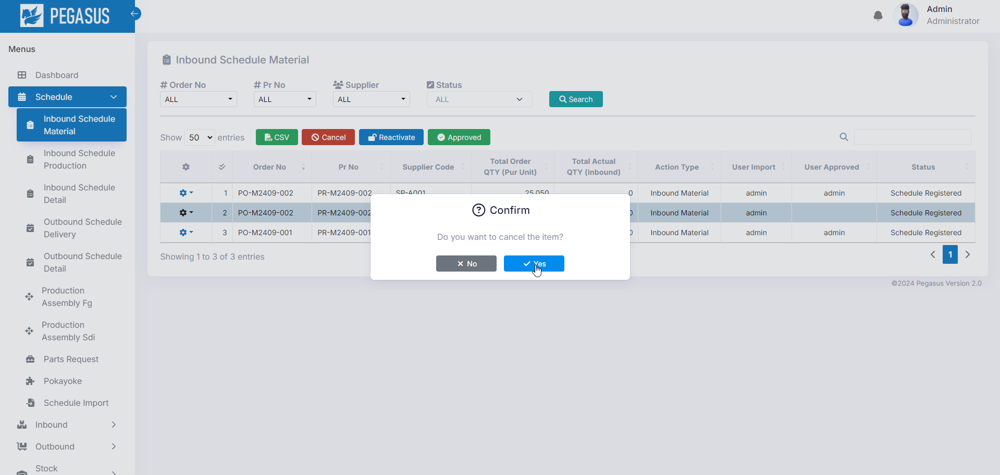 PEGASUS
Admin
Administrator
Menus
Dashboard
Schedule
Inbound Schedule
Material
Inbound Schedule
Production
Inbound Schedule
Detail
Outbound Schedule
Delivery
Outbound Schedule
Detail
Production
Assembly Fg
Production
Assembly Sdi
Parts Request
Pokayoke
Schedule Import
Inbound
Outbound
Stock
Inbound Schedule Material
# Order No # Pr No Supplier Status
ALL ALL ALL ALL Search
Show 50 entries CSV Cancel Reactivate Approved
Order No Pr No Supplier Code Total Order Total Actual Action Type User Import User Approved Status
QTY (Pur Unit) QTY (Inbound)
1 PO-M2409-002 PR-M2409-002 SP-A001 25,050 0 Inbound Material admin admin Schedule Registered
2 PO-M2409-002 PR-M2409-002 0 Inbound Material admin Schedule Registered
3 PO-M2409-001 PR-M2409-001 0 Inbound Material admin admin Schedule Registered
Showing 1 to 3 of 3 entries
1
Confirm
Do you want to cancel the item?
No Yes
©2024 Pegasus Version 2.0